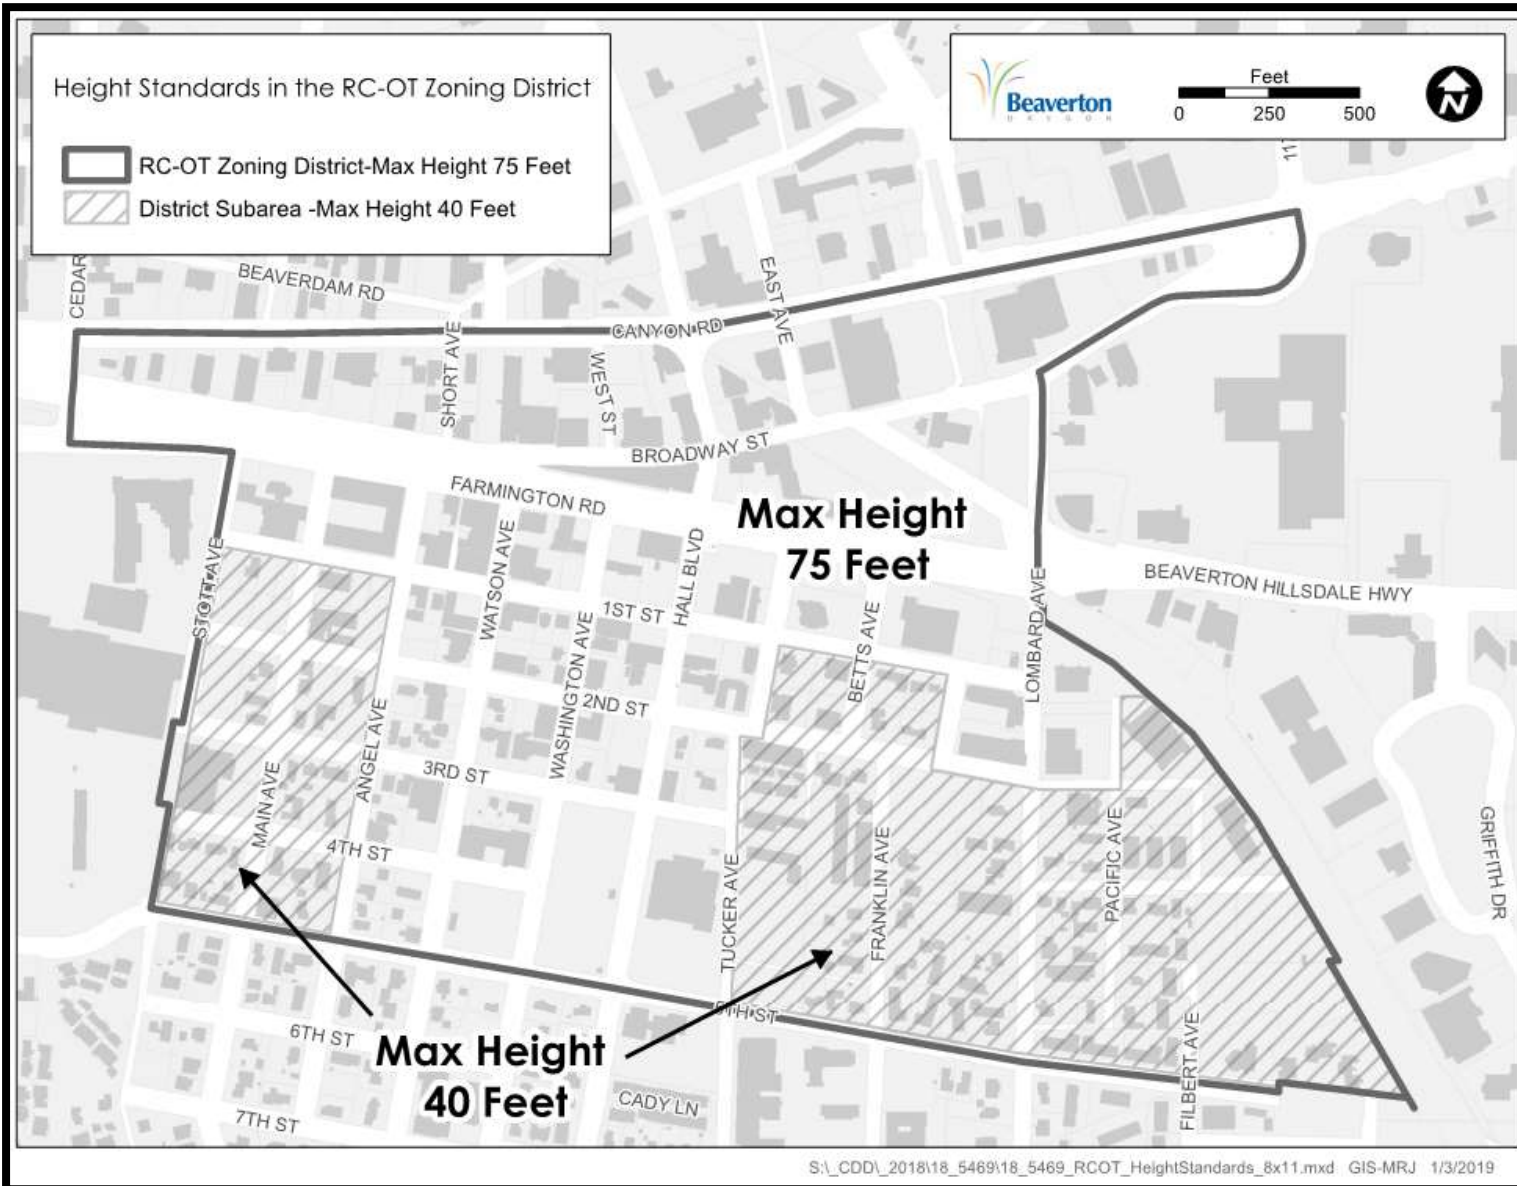 Height Standards in the RC-OT Zoning District
RC-OT Zoning District-Max Height 75 Feet
District Subarea -Max Height 40 Feet
Beaverton
OREGON
Feet
0 250 500
N
CEDAR
BEAVERDAM RD
SHORT AVE
CANYON RD
EAST AVE
WEST ST
BROADWAY ST
FARMINGTON RD
Max Height
75 Feet
STOTT AVE
WATSON AVE
HALL BLVD
1ST ST
WASHINGTON AVE
BETTS AVE
LOMBARD AVE
BEAVERTON HILLSDALE HWY
2ND ST
ANGEL AVE
3RD ST
MAIN AVE
4TH ST
TUCKER AVE
FRANKLIN AVE
PACIFIC AVE
GRIFFITH DR
5TH ST
6TH ST
Max Height
40 Feet
FILBERT AVE
CADY LN
7TH ST
S:\_CDD\_2018\18_5469\18_5469_RCOT_HeightStandards_8x11.mxd GIS-MRJ 1/3/2019